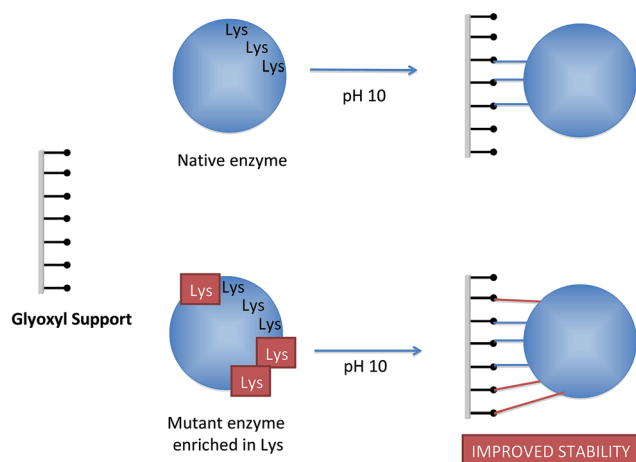 Lys
Lys
Lys
pH 10
Native enzyme
Glyoxyl Support
Lys
Lys
Lys
Lys
Lys
Lys
pH 10
Mutant enzyme
enriched in Lys
IMPROVED STABILITY